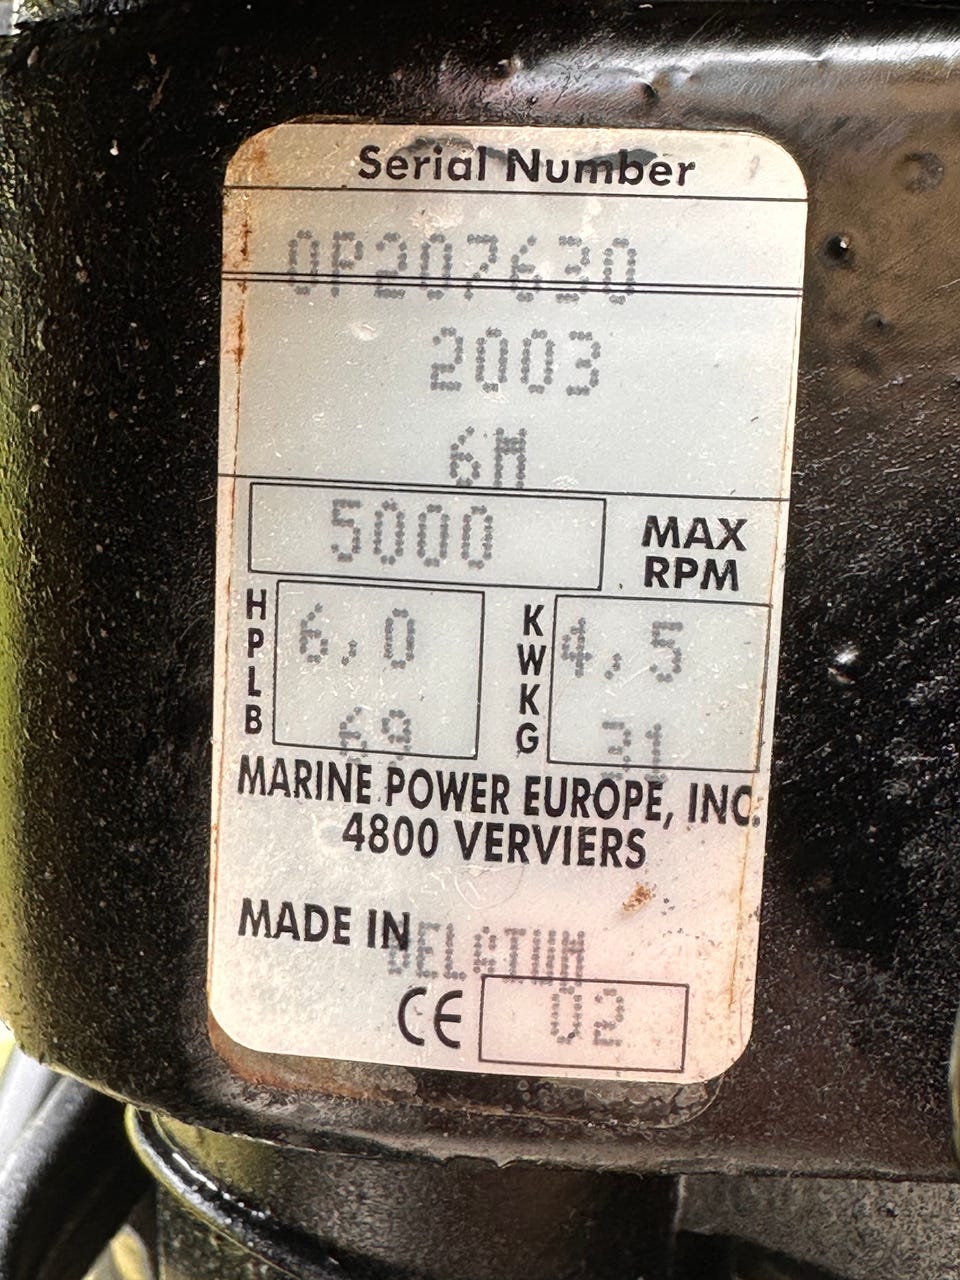 Serial Number
0P207630
2003
6M
5000 MAX RPM
HP 6.0 KW 4.5
LB 68 KG 31
MARINE POWER EUROPE, INC.
4800 VERVIERS
MADE IN BELGIUM
CE 02